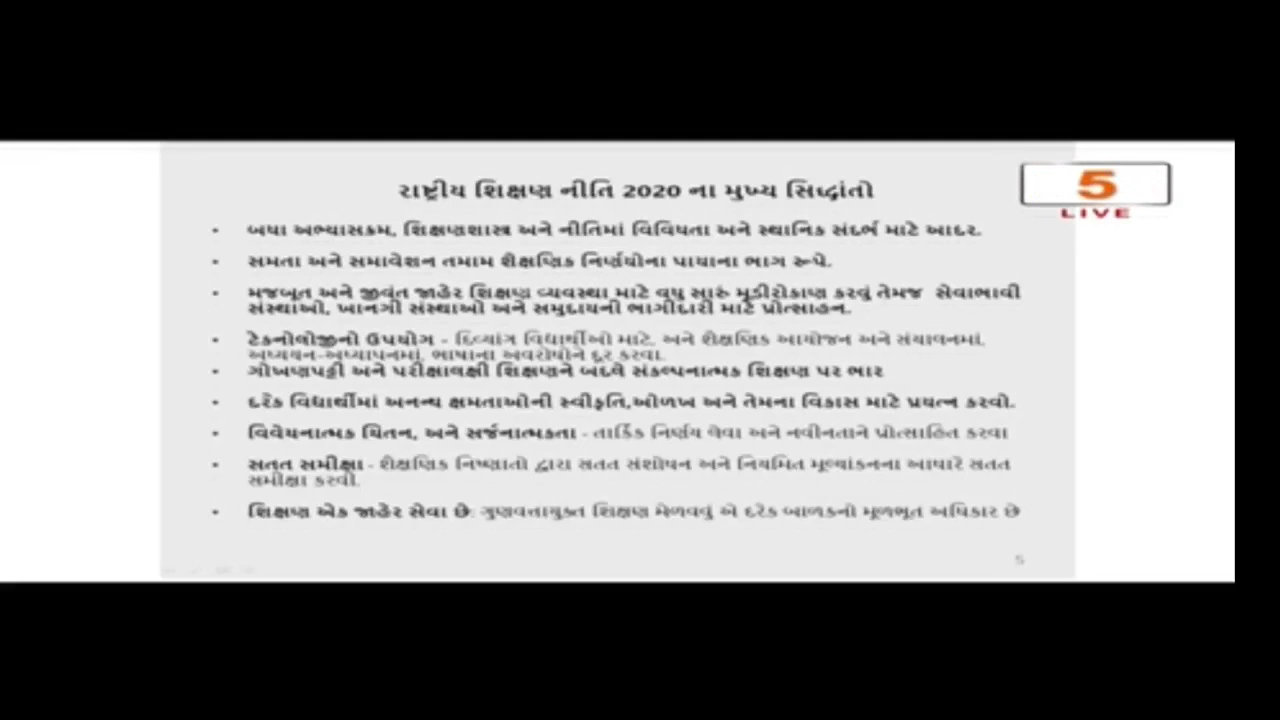 રાષ્ટ્રીય શિક્ષણ નીતિ 2020 ના મુખ્ય સિદ્ધાંતો
5
LIVE
• બધા અભ્યાસક્રમ, શિક્ષણશાસ્ત્ર અને નીતિમાં વિવિધતા અને સ્થાનિક સંદર્ભ માટે આદર.
• સમતા અને સમાવેશન તમામ શૈક્ષણિક નિર્ણયોના પાયાના ભાગ રૂપે.
• મજબૂત અને જીવંત જાહેર શિક્ષણ વ્યવસ્થા માટે વધુ સારું મૂડીરોકાણ કરવું તેમજ સેવાભાવી
સંસ્થાઓ, ખાનગી સંસ્થાઓ અને સમુદાયની ભાગીદારી માટે પ્રોત્સાહન.
• ટેકનોલોજીનો ઉપયોગ - દિવ્યાંગ વિદ્યાર્થીઓ માટે, અને શૈક્ષણિક આયોજન અને સંચાલનમાં,
અધ્યયન-અધ્યાપનમાં, ભાષાના અવરોધોને દૂર કરવા.
• ગોખણપટ્ટી અને પરીક્ષાલક્ષી શિક્ષણને બદલે સંકલ્પનાત્મક શિક્ષણ પર ભાર
• દરેક વિદ્યાર્થીમાં અનન્ય ક્ષમતાઓની સ્વીકૃતિ,ઓળખ અને તેમના વિકાસ માટે પ્રયત્ન કરવો.
• વિવેચનાત્મક ચિંતન, અને સર્જનાત્મકતા - તાર્કિક નિર્ણય લેવા અને નવીનતાને પ્રોત્સાહિત કરવા
• સતત સમીક્ષા - શૈક્ષણિક નિષ્ણાતો દ્વારા સતત સંશોધન અને નિયમિત મૂલ્યાંકનના આધારે સતત
સમીક્ષા કરવી.
• શિક્ષણ એક જાહેર સેવા છે: ગુણવત્તાયુક્ત શિક્ષણ મેળવવું એ દરેક બાળકનો મૂળભૂત અધિકાર છે
5